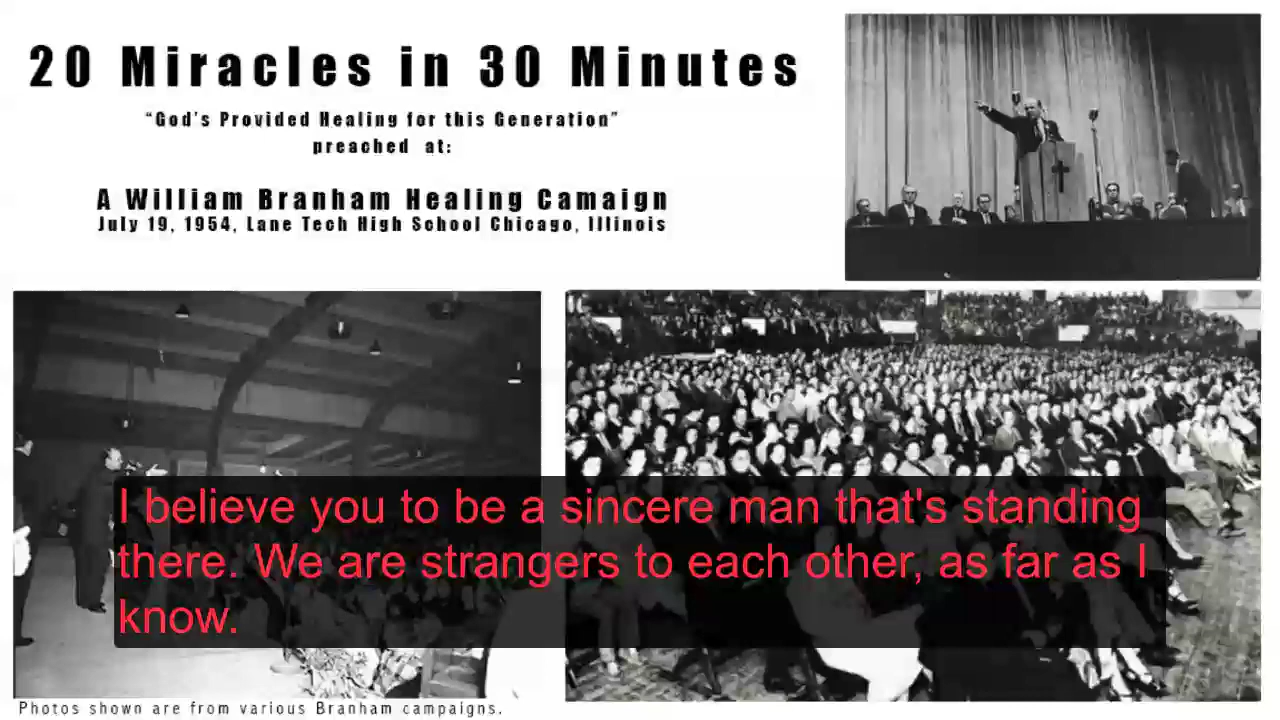 20 Miracles in 30 Minutes
“God's Provided Healing for this Generation”
preached at:
A William Branham Healing Camaign
July 19, 1954, Lane Tech High School Chicago, Illinois
I believe you to be a sincere man that's standing
there. We are strangers to each other, as far as I
know.
Photos shown are from various Branham campaigns.